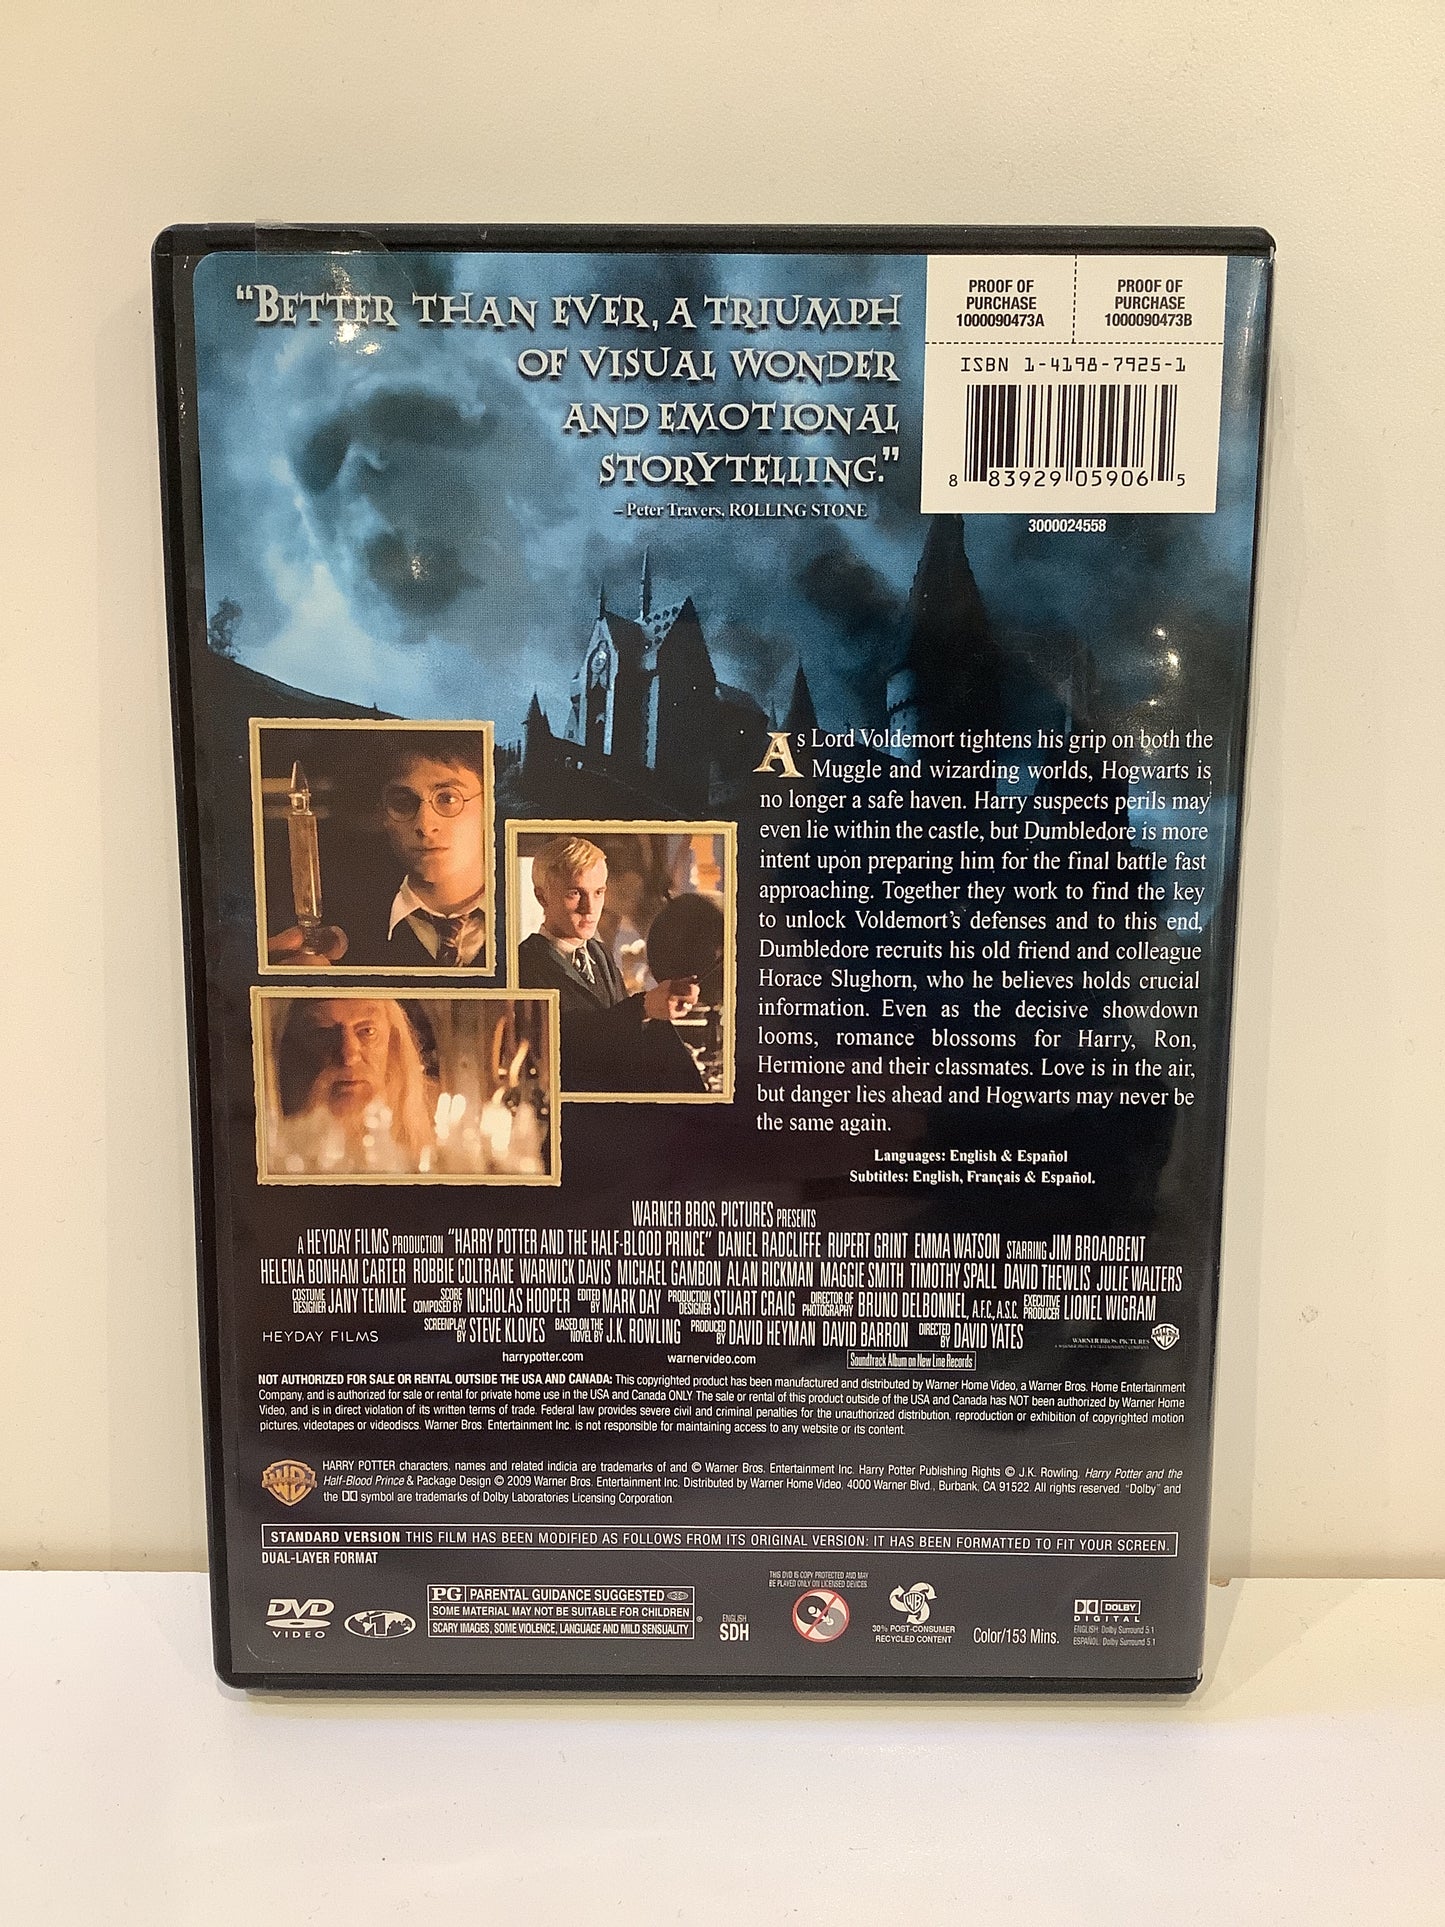 “BETTER THAN EVER, A TRIUMPH
OF VISUAL WONDER
AND EMOTIONAL
STORYTELLING.”
– Peter Travers, ROLLING STONE
PROOF OF
PURCHASE
1000090473A
PROOF OF
PURCHASE
1000090473B
ISBN 1-4198-7925-1
8 83929 05906 5
3000024558
As Lord Voldemort tightens his grip on both the
Muggle and wizarding worlds, Hogwarts is
no longer a safe haven. Harry suspects perils may
even lie within the castle, but Dumbledore is more
intent upon preparing him for the final battle fast
approaching. Together they work to find the key
to unlock Voldemort’s defenses and to this end,
Dumbledore recruits his old friend and colleague
Horace Slughorn, who he believes holds crucial
information. Even as the decisive showdown
looms, romance blossoms for Harry, Ron,
Hermione and their classmates. Love is in the air,
but danger lies ahead and Hogwarts may never be
the same again.
Languages: English & Español
Subtitles: English, Français & Español.
WARNER BROS. PICTURES PRESENTS
A HEYDAY FILMS PRODUCTION “HARRY POTTER AND THE HALF-BLOOD PRINCE” DANIEL RADCLIFFE RUPERT GRINT EMMA WATSON STARRING JIM BROADBENT
HELENA BONHAM CARTER ROBBIE COLTRANE WARWICK DAVIS MICHAEL GAMBON ALAN RICKMAN MAGGIE SMITH TIMOTHY SPALL DAVID THEWLIS JULIE WALTERS
COSTUME DESIGNER JANY TEMIME SCORE COMPOSED BY NICHOLAS HOOPER EDITED BY MARK DAY PRODUCTION DESIGNER STUART CRAIG DIRECTOR OF PHOTOGRAPHY BRUNO DELBONNEL, A.F.C., A.S.C. EXECUTIVE PRODUCER LIONEL WIGRAM
HEYDAY FILMS SCREENPLAY BY STEVE KLOVES BASED ON THE NOVEL BY J.K. ROWLING PRODUCED BY DAVID HEYMAN DAVID BARRON DIRECTED BY DAVID YATES WARNER BROS. PICTURES
A WARNER BROS. ENTERTAINMENT COMPANY
harrypotter.com warnervideo.com Soundtrack Album on New Line Records
NOT AUTHORIZED FOR SALE OR RENTAL OUTSIDE THE USA AND CANADA: This copyrighted product has been manufactured and distributed by Warner Home Video, a Warner Bros. Home Entertainment
Company, and is authorized for sale or rental for private home use in the USA and Canada ONLY. The sale or rental of this product outside of the USA and Canada has NOT been authorized by Warner Home
Video, and is in direct violation of its written terms of trade. Federal law provides severe civil and criminal penalties for the unauthorized distribution, reproduction or exhibition of copyrighted motion
pictures, videotapes or videodiscs. Warner Bros. Entertainment Inc. is not responsible for maintaining access to any website or its content.
HARRY POTTER characters, names and related indicia are trademarks of and © Warner Bros. Entertainment Inc. Harry Potter Publishing Rights © J.K. Rowling. Harry Potter and the
Half-Blood Prince & Package Design © 2009 Warner Bros. Entertainment Inc. Distributed by Warner Home Video, 4000 Warner Blvd., Burbank, CA 91522. All rights reserved. “Dolby” and
the DD symbol are trademarks of Dolby Laboratories Licensing Corporation.
STANDARD VERSION THIS FILM HAS BEEN MODIFIED AS FOLLOWS FROM ITS ORIGINAL VERSION: IT HAS BEEN FORMATTED TO FIT YOUR SCREEN.
DUAL-LAYER FORMAT
DVD
VIDEO
PG PARENTAL GUIDANCE SUGGESTED
SOME MATERIAL MAY NOT BE SUITABLE FOR CHILDREN
SCARY IMAGES, SOME VIOLENCE, LANGUAGE AND MILD SENSUALITY
®
ENGLISH
SDH
THIS DVD IS COPY PROTECTED AND MAY
BE PLAYED ONLY ON LICENSED DEVICES
30% POST-CONSUMER
RECYCLED CONTENT
Color/153 Mins.
DOLBY
DIGITAL
ENGLISH: Dolby Surround 5.1
ESPAÑOL: Dolby Surround 5.1